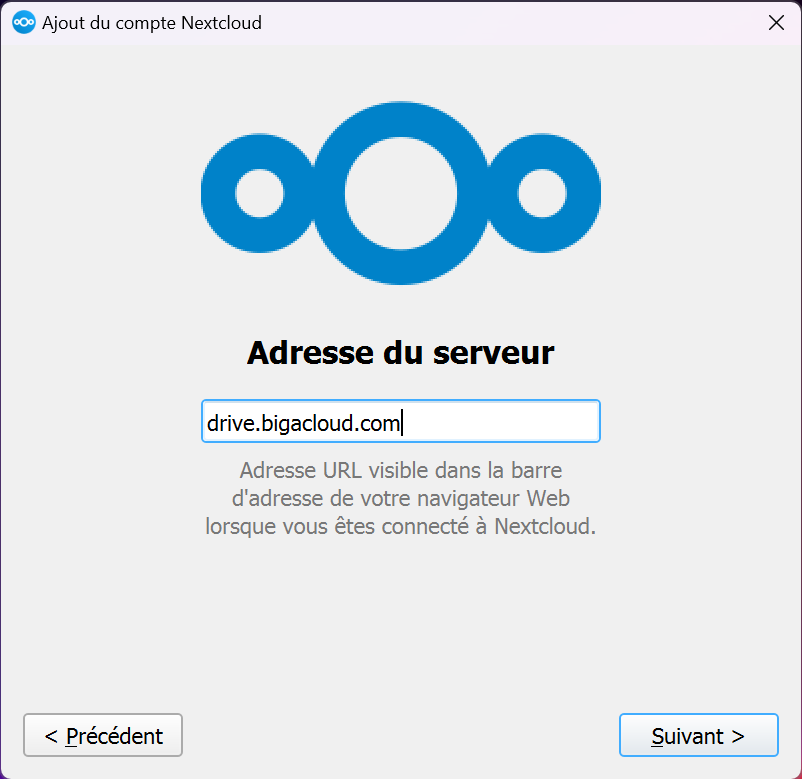 Ajout du compte Nextcloud
Adresse du serveur
drive.bigacloud.com
Adresse URL visible dans la barre
d'adresse de votre navigateur Web
lorsque vous êtes connecté à Nextcloud.
< Précédent
Suivant >